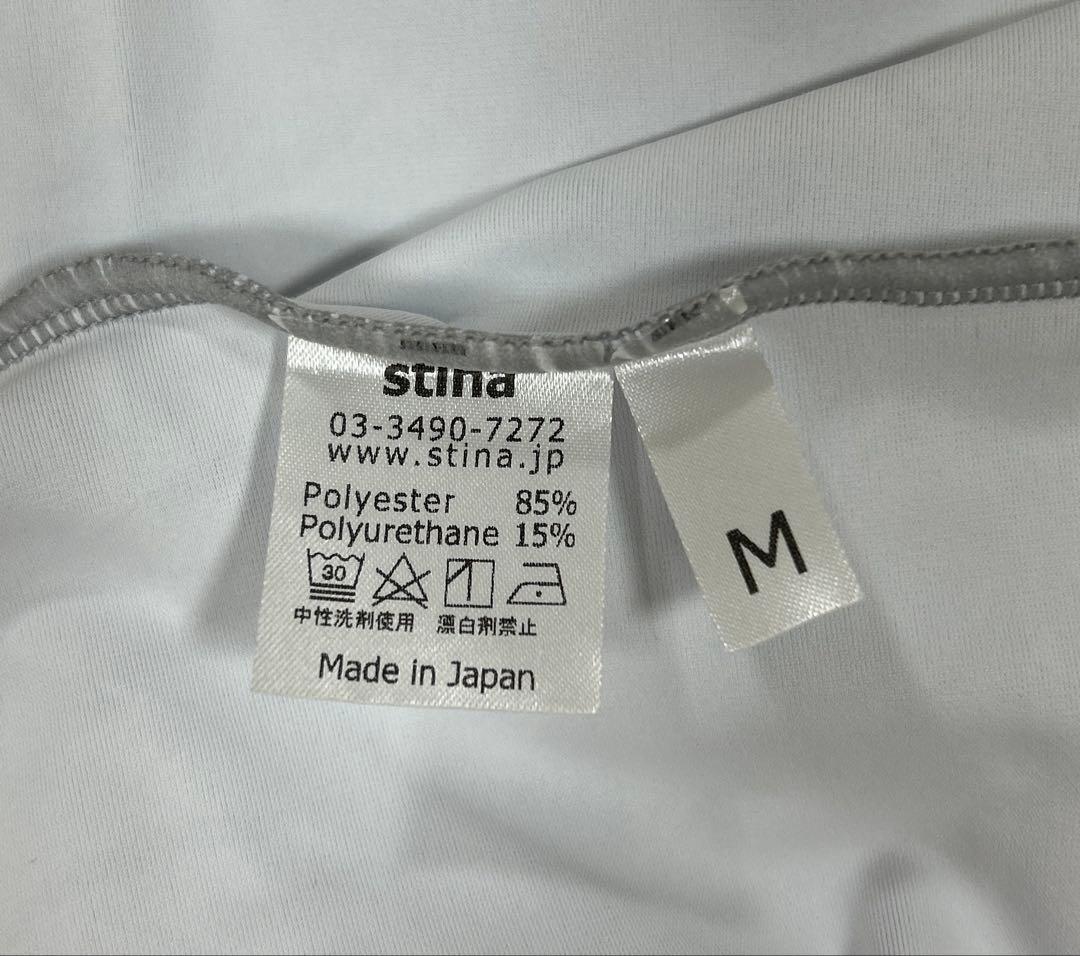 stina
03-3490-7272
www.stina.jp
Polyester 85%
Polyurethane 15%
30
中性洗剤使用 漂白剤禁止
Made in Japan
M